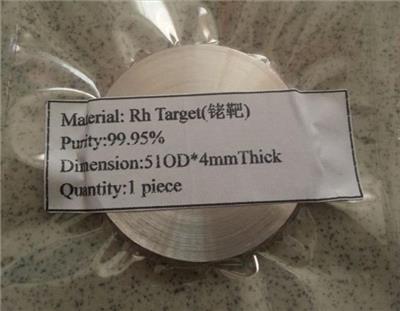 Material: Rh Target(铑靶)
Purity:99.95%
Dimension:51OD*4mmThick
Quantity:1 piece